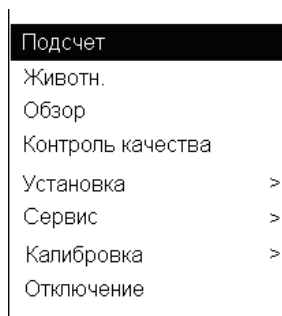 Подсчет
Животн.
Обзор
Контроль качества
Установка >
Сервис >
Калибровка >
Отключение